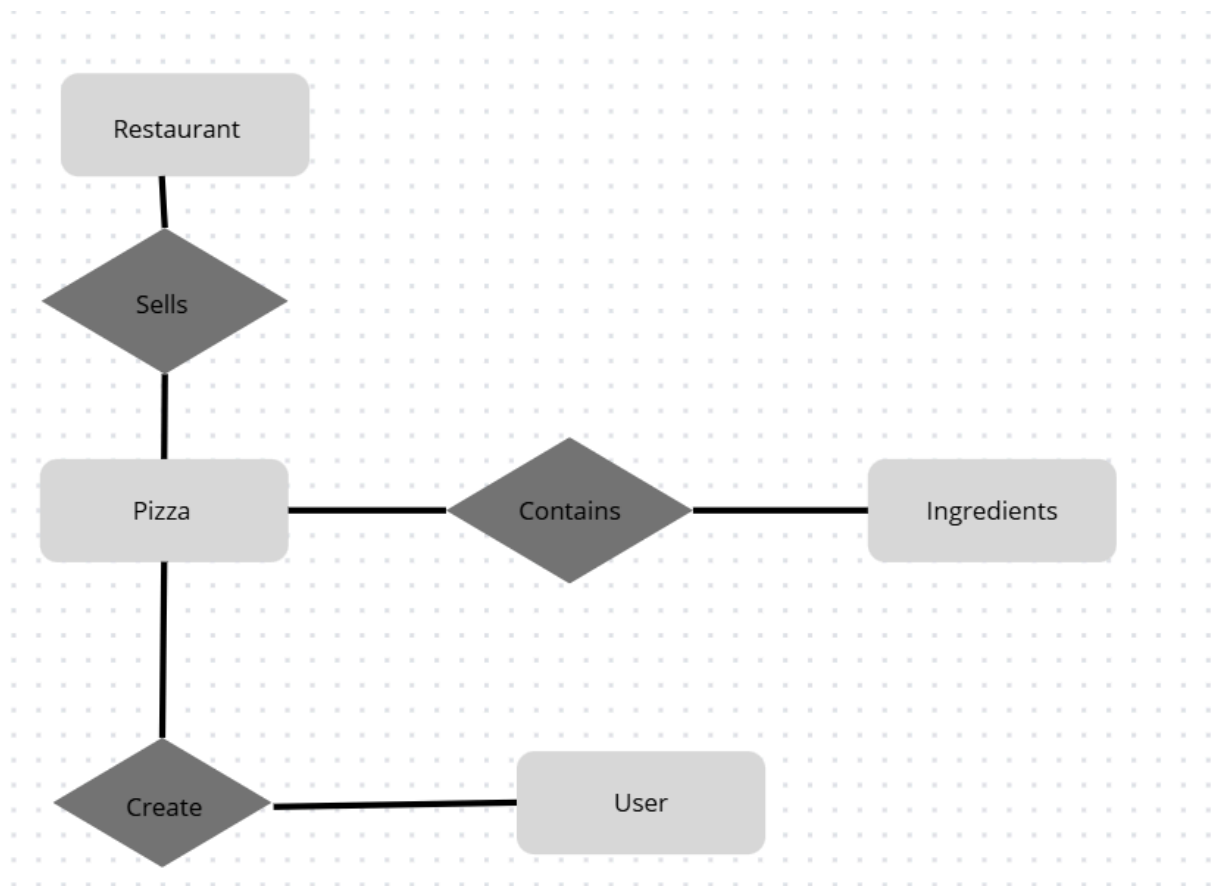 Restaurant
Sells
Pizza
Contains
Ingredients
Create
User